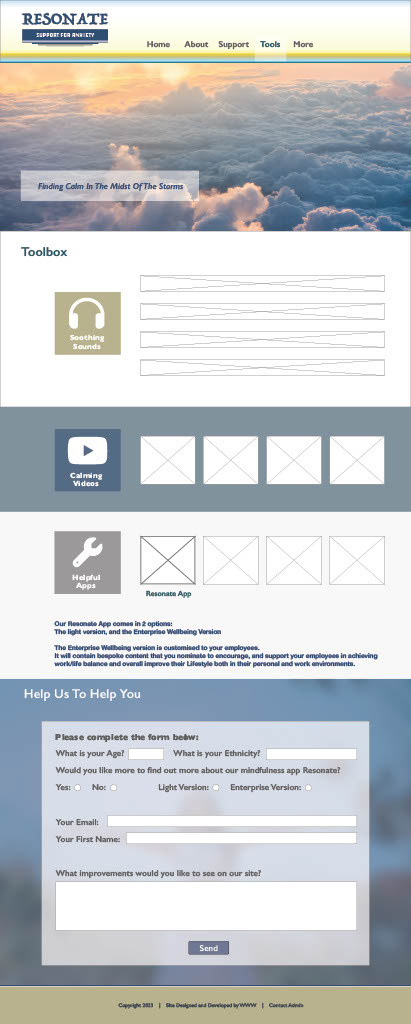 RESONATE
SUPPORT FOR ANXIETY
Home About Support Tools More
Finding Calm In The Midst Of The Storms
Toolbox
Soothing
Sounds
Calming
Videos
Helpful
Apps
Resonate App
Our Resonate App comes in 2 options:
The light version, and the Enterprise Wellbeing Version
The Enterprise Wellbeing version is customised to your employees.
It will contain bespoke content that you nominate to encourage, and support your employees in achieving
work/life balance and overall improve their Lifestyle both in their personal and work environments.
Help Us To Help You
Please complete the form below:
What is your Age? What is your Ethnicity?
Would you like more to find out more about our mindfulness app Resonate?
Yes: No: Light Version: Enterprise Version:
Your Email:
Your First Name:
What improvements would you like to see on our site?
Send
Copyright 2023 | Site Designed and Developed by WWW | Contact Admin